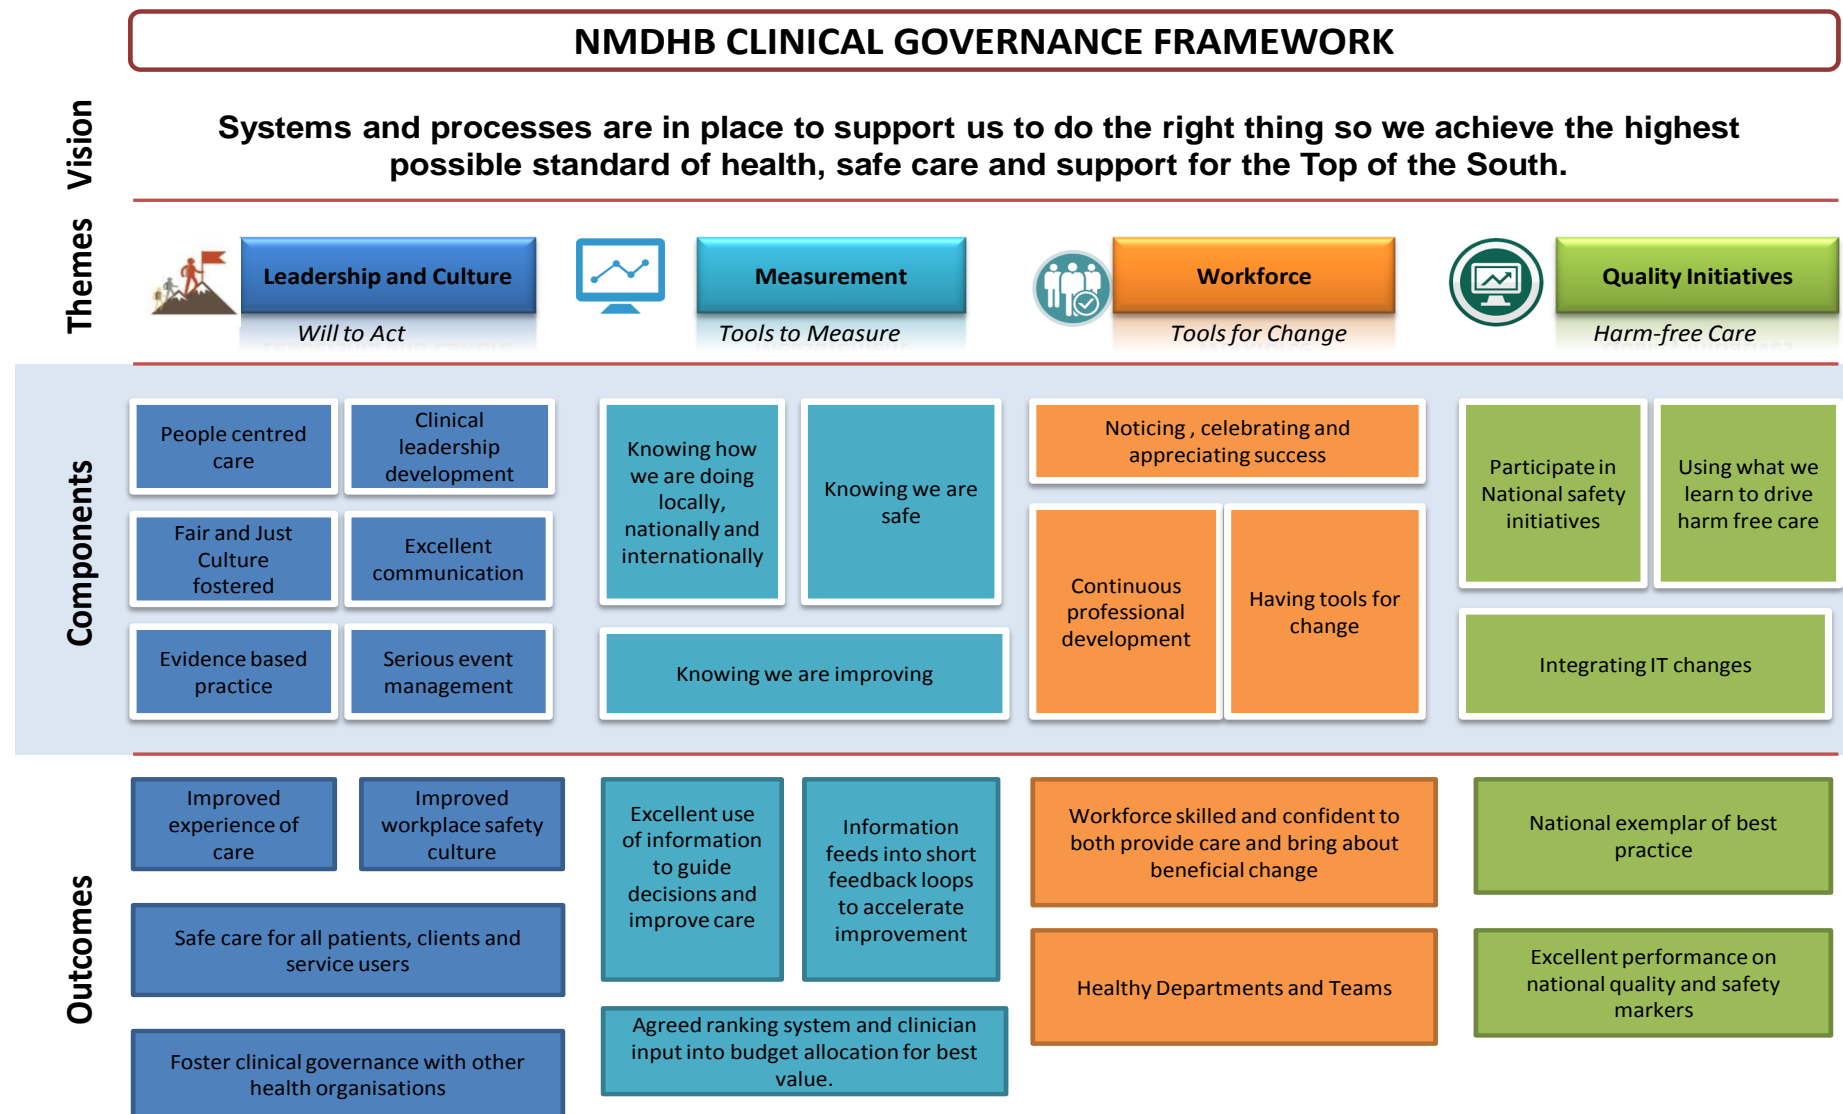 NMDHB CLINICAL GOVERNANCE FRAMEWORK
Vision
Systems and processes are in place to support us to do the right thing so we achieve the highest
possible standard of health, safe care and support for the Top of the South.
Themes
Leadership and Culture
Will to Act
Measurement
Tools to Measure
Workforce
Tools for Change
Quality Initiatives
Harm-free Care
Components
People centred
care
Clinical
leadership
development
Fair and Just
Culture
fostered
Excellent
communication
Evidence based
practice
Serious event
management
Knowing how
we are doing
locally,
nationally and
internationally
Knowing we are
safe
Knowing we are improving
Noticing , celebrating and
appreciating success
Continuous
professional
development
Having tools for
change
Participate in
National safety
initiatives
Using what we
learn to drive
harm free care
Integrating IT changes
Outcomes
Improved
experience of
care
Improved
workplace safety
culture
Safe care for all patients, clients and
service users
Foster clinical governance with other
health organisations
Excellent use
of information
to guide
decisions and
improve care
Information
feeds into short
feedback loops
to accelerate
improvement
Agreed ranking system and clinician
input into budget allocation for best
value.
Workforce skilled and confident to
both provide care and bring about
beneficial change
Healthy Departments and Teams
National exemplar of best
practice
Excellent performance on
national quality and safety
markers